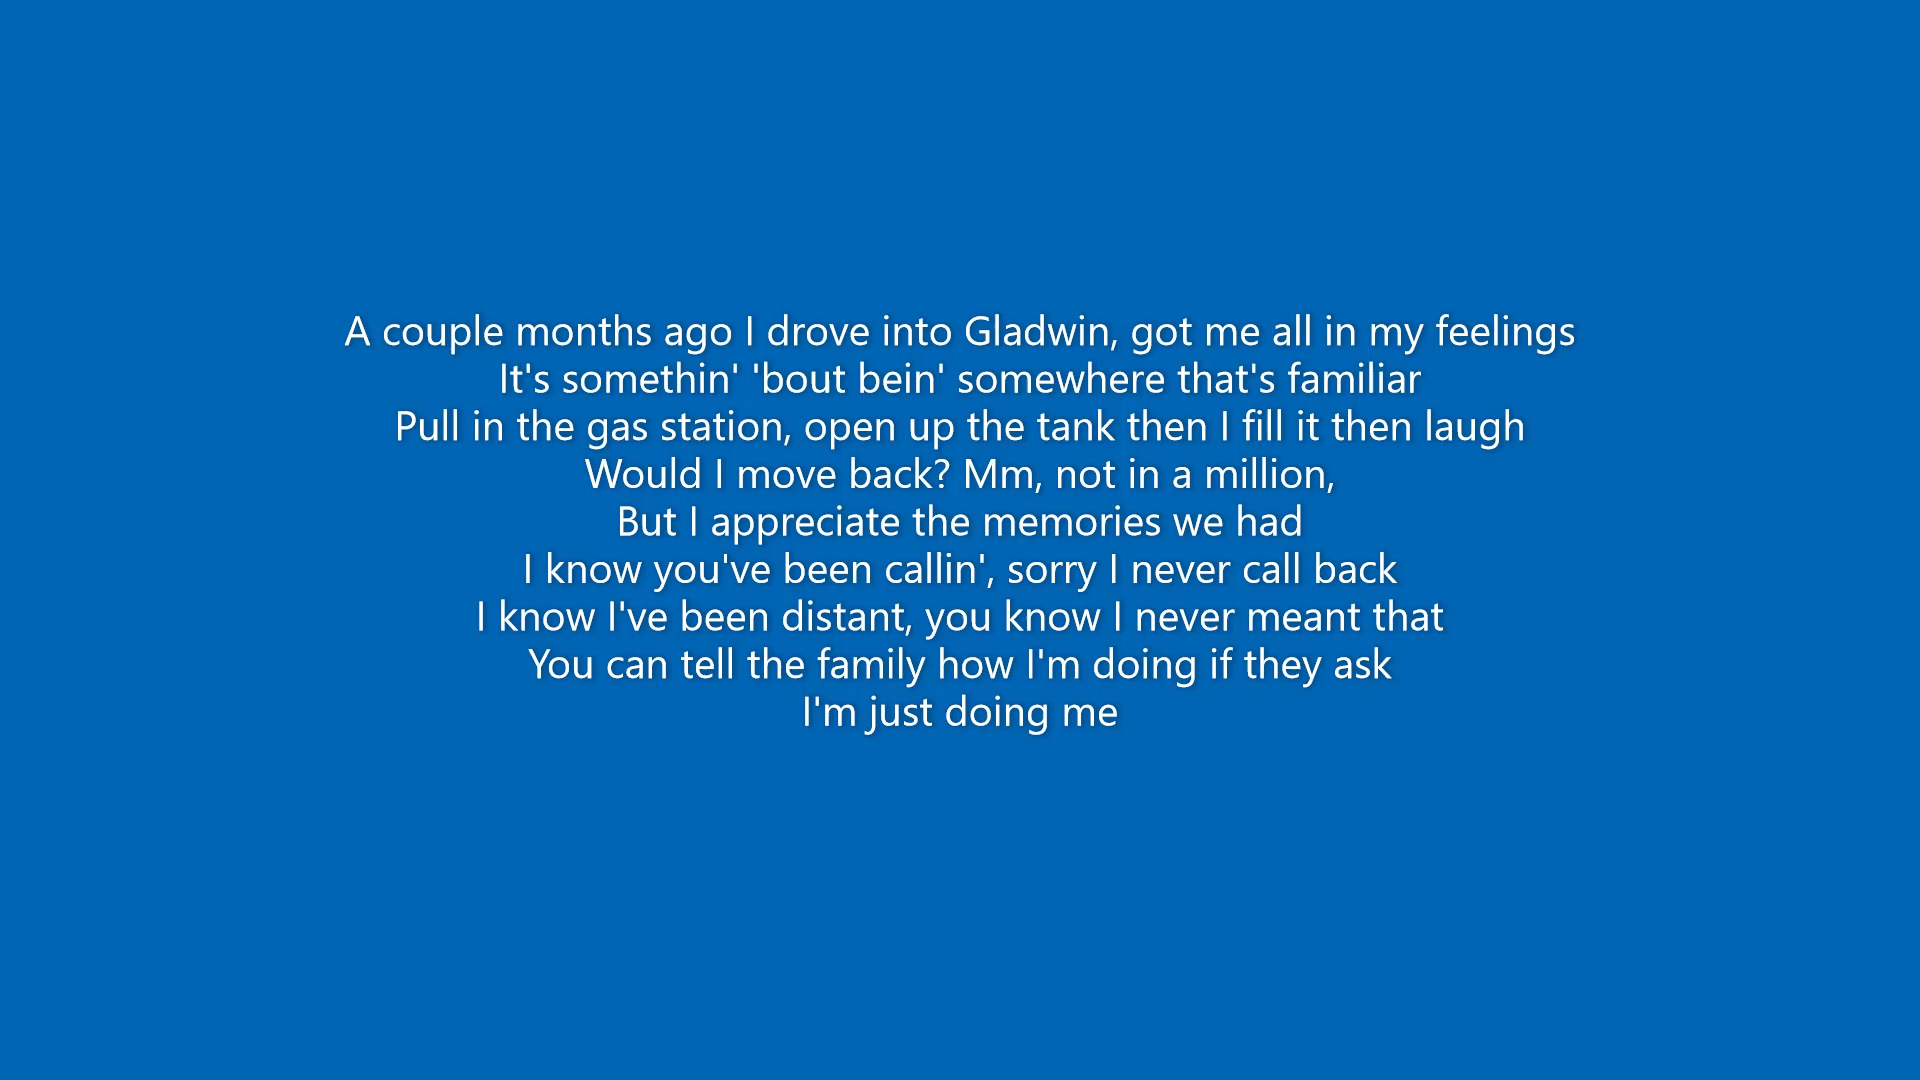 A couple months ago I drove into Gladwin, got me all in my feelings
It's somethin' 'bout bein' somewhere that's familiar
Pull in the gas station, open up the tank then I fill it then laugh
Would I move back? Mm, not in a million,
But I appreciate the memories we had
I know you've been callin', sorry I never call back
I know I've been distant, you know I never meant that
You can tell the family how I'm doing if they ask
I'm just doing me